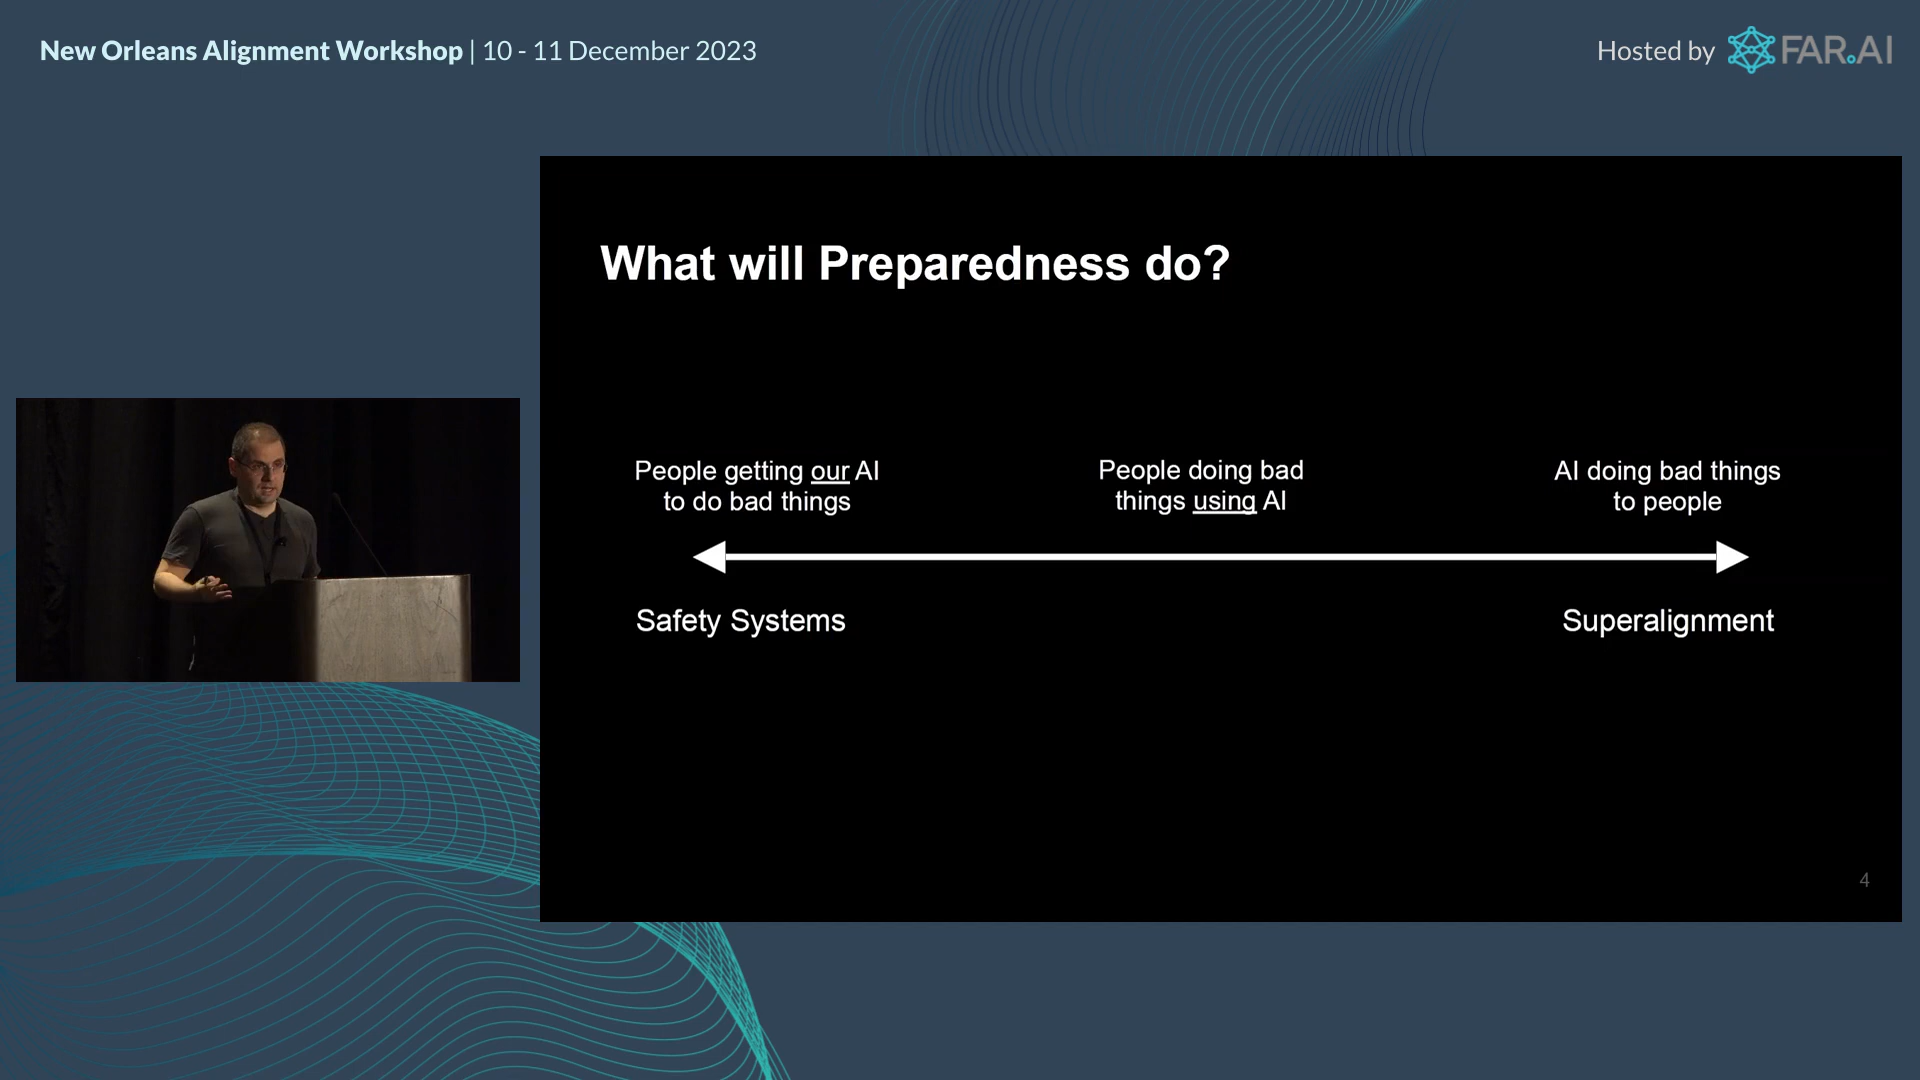 New Orleans Alignment Workshop | 10 - 11 December 2023
Hosted by FAR.AI
What will Preparedness do?
People getting our AI
to do bad things
People doing bad
things using AI
AI doing bad things
to people
Safety Systems
Superalignment
4